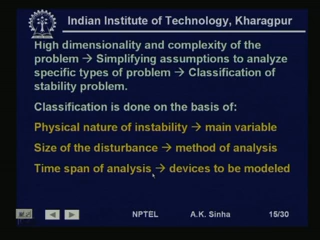 Indian Institute of Technology, Kharagpur
High dimensionality and complexity of the
problem → Simplifying assumptions to analyze
specific types of problem → Classification of
stability problem.
Classification is done on the basis of:
Physical nature of instability → main variable
Size of the disturbance → method of analysis
Time span of analysis → devices to be modeled
NPTEL A.K. Sinha 15/30